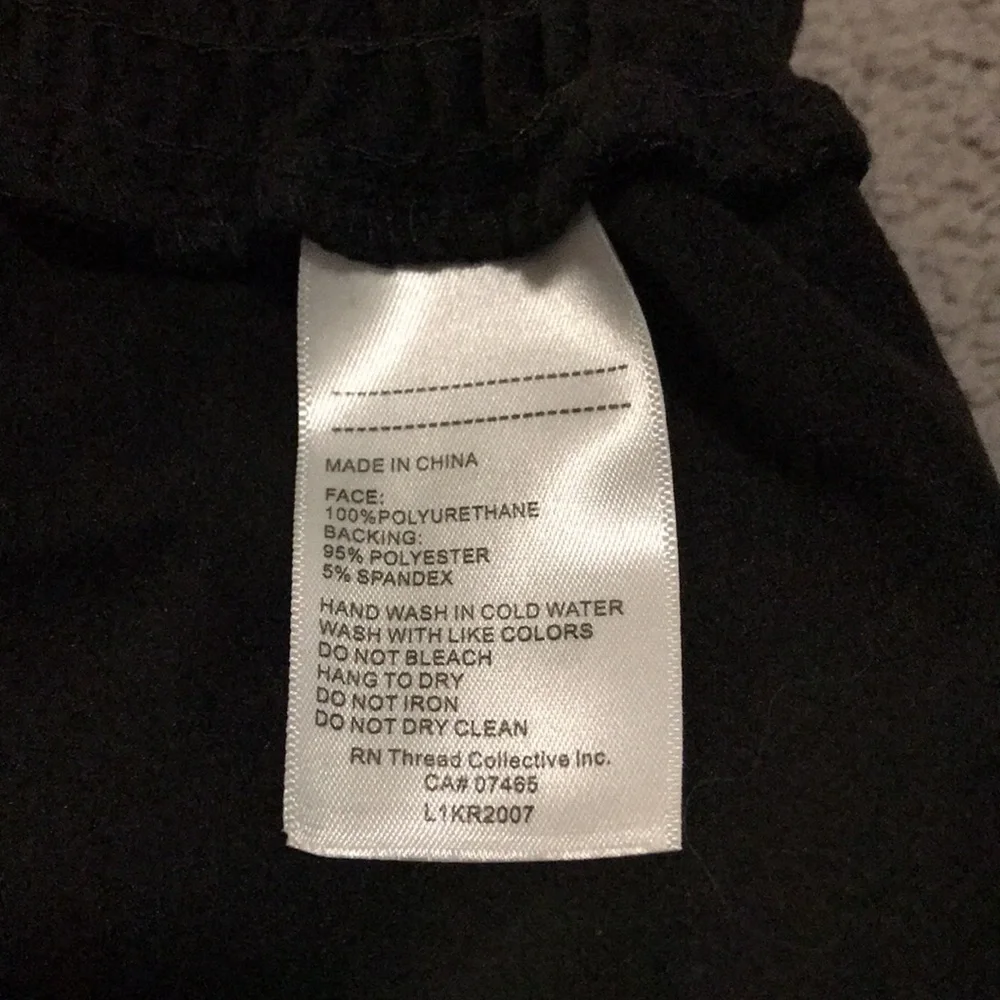 MADE IN CHINA
FACE:
100%POLYURETHANE
BACKING:
95% POLYESTER
5% SPANDEX
HAND WASH IN COLD WATER
WASH WITH LIKE COLORS
DO NOT BLEACH
HANG TO DRY
DO NOT IRON
DO NOT DRY CLEAN
RN Thread Collective Inc.
CA# 07465
L1KR2007